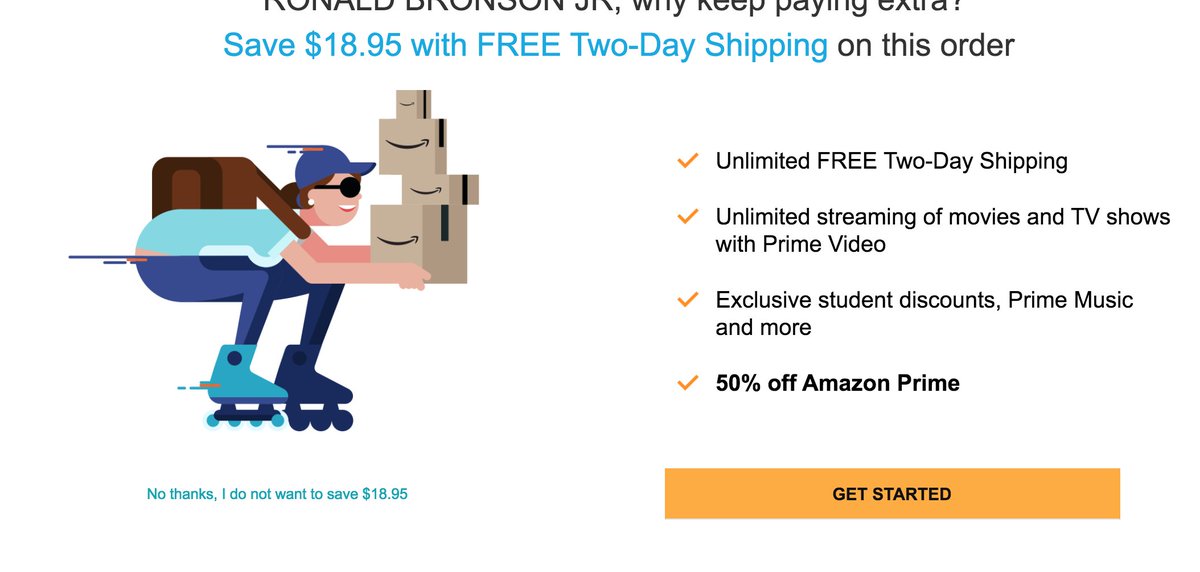 RONALD BRONSON JR, why keep paying extra?
Save $18.95 with FREE Two-Day Shipping on this order
Unlimited FREE Two-Day Shipping
Unlimited streaming of movies and TV shows
with Prime Video
Exclusive student discounts, Prime Music
and more
50% off Amazon Prime
No thanks, I do not want to save $18.95
GET STARTED